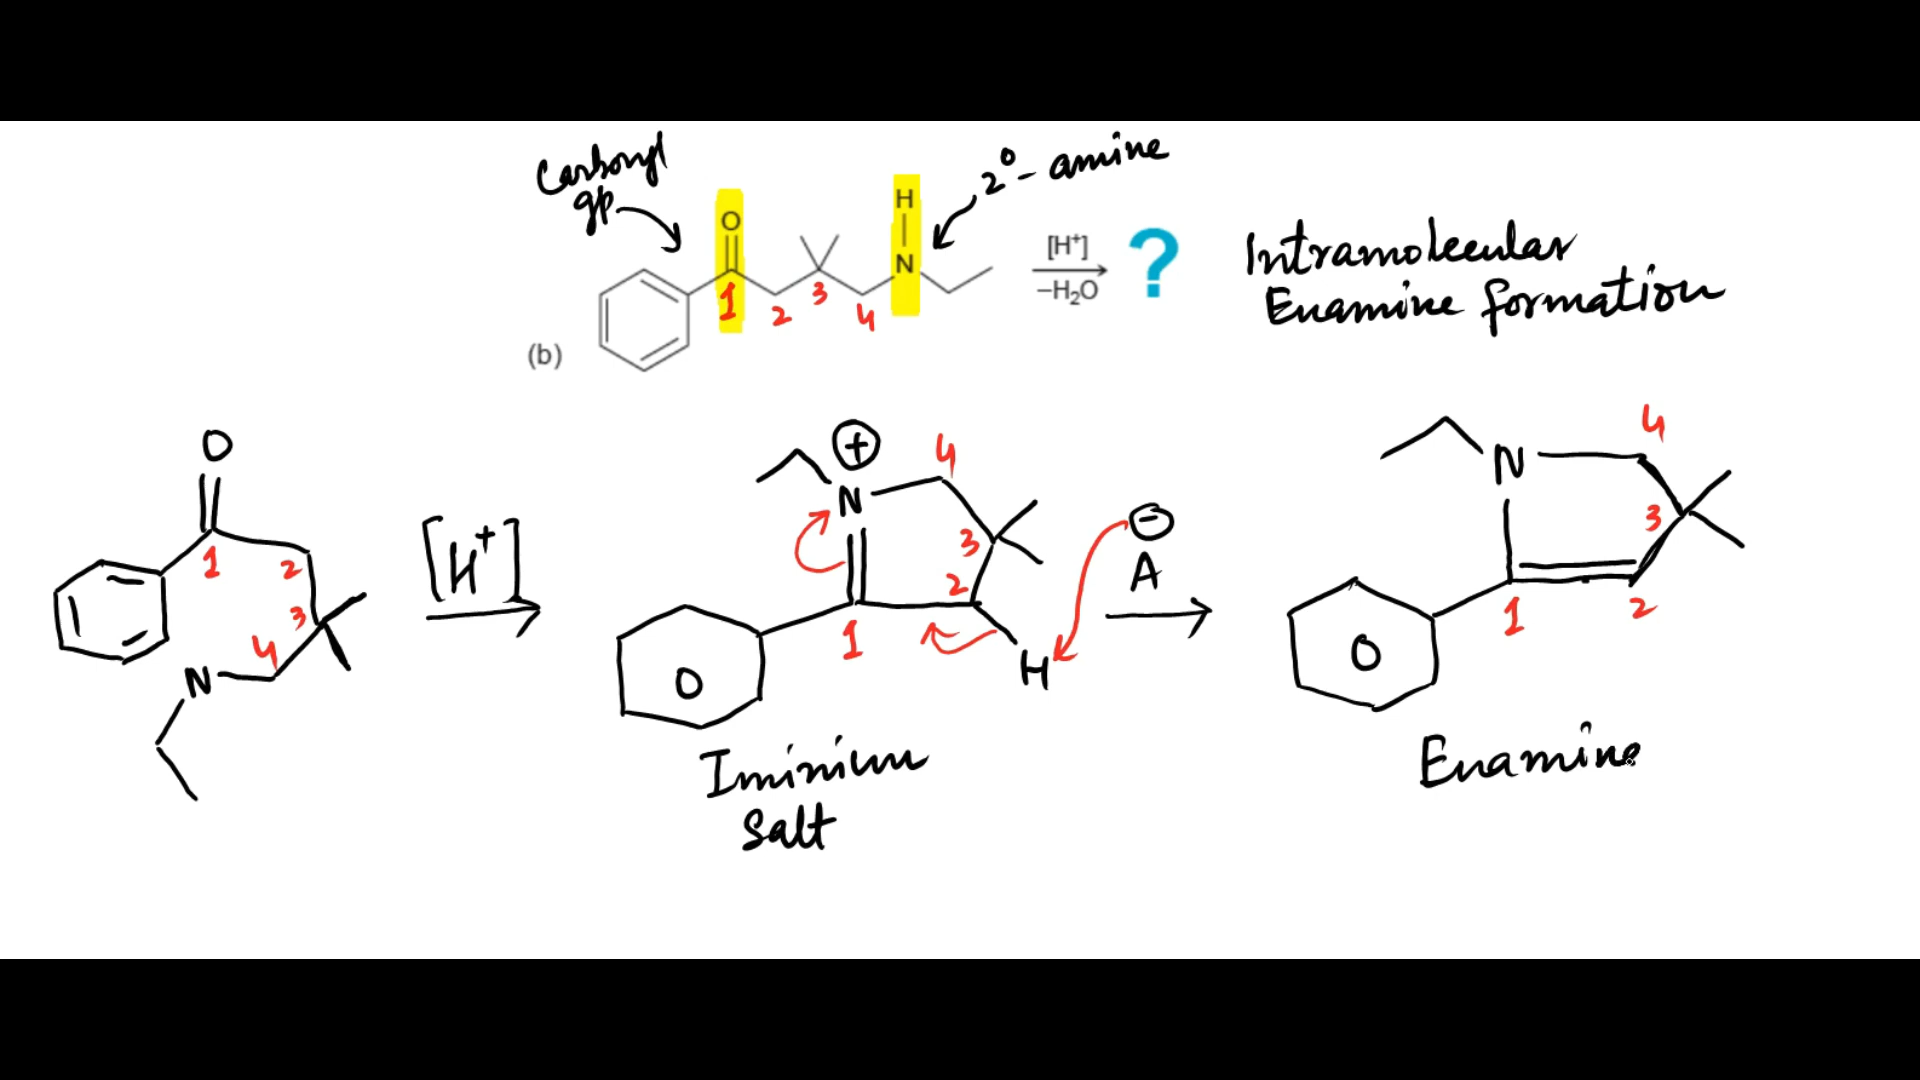 Carbonyl
gp.
2° - amine
O
H
N
1
2
3
4
[H⁺]
–H₂O
?
(b)
Intramolecular
Enamine formation
O
1
2
3
4
N
[H⁺]
⊕
N
4
3
2
1
H
O
Iminium
Salt
⊖
A
N
4
3
2
1
O
Enamine